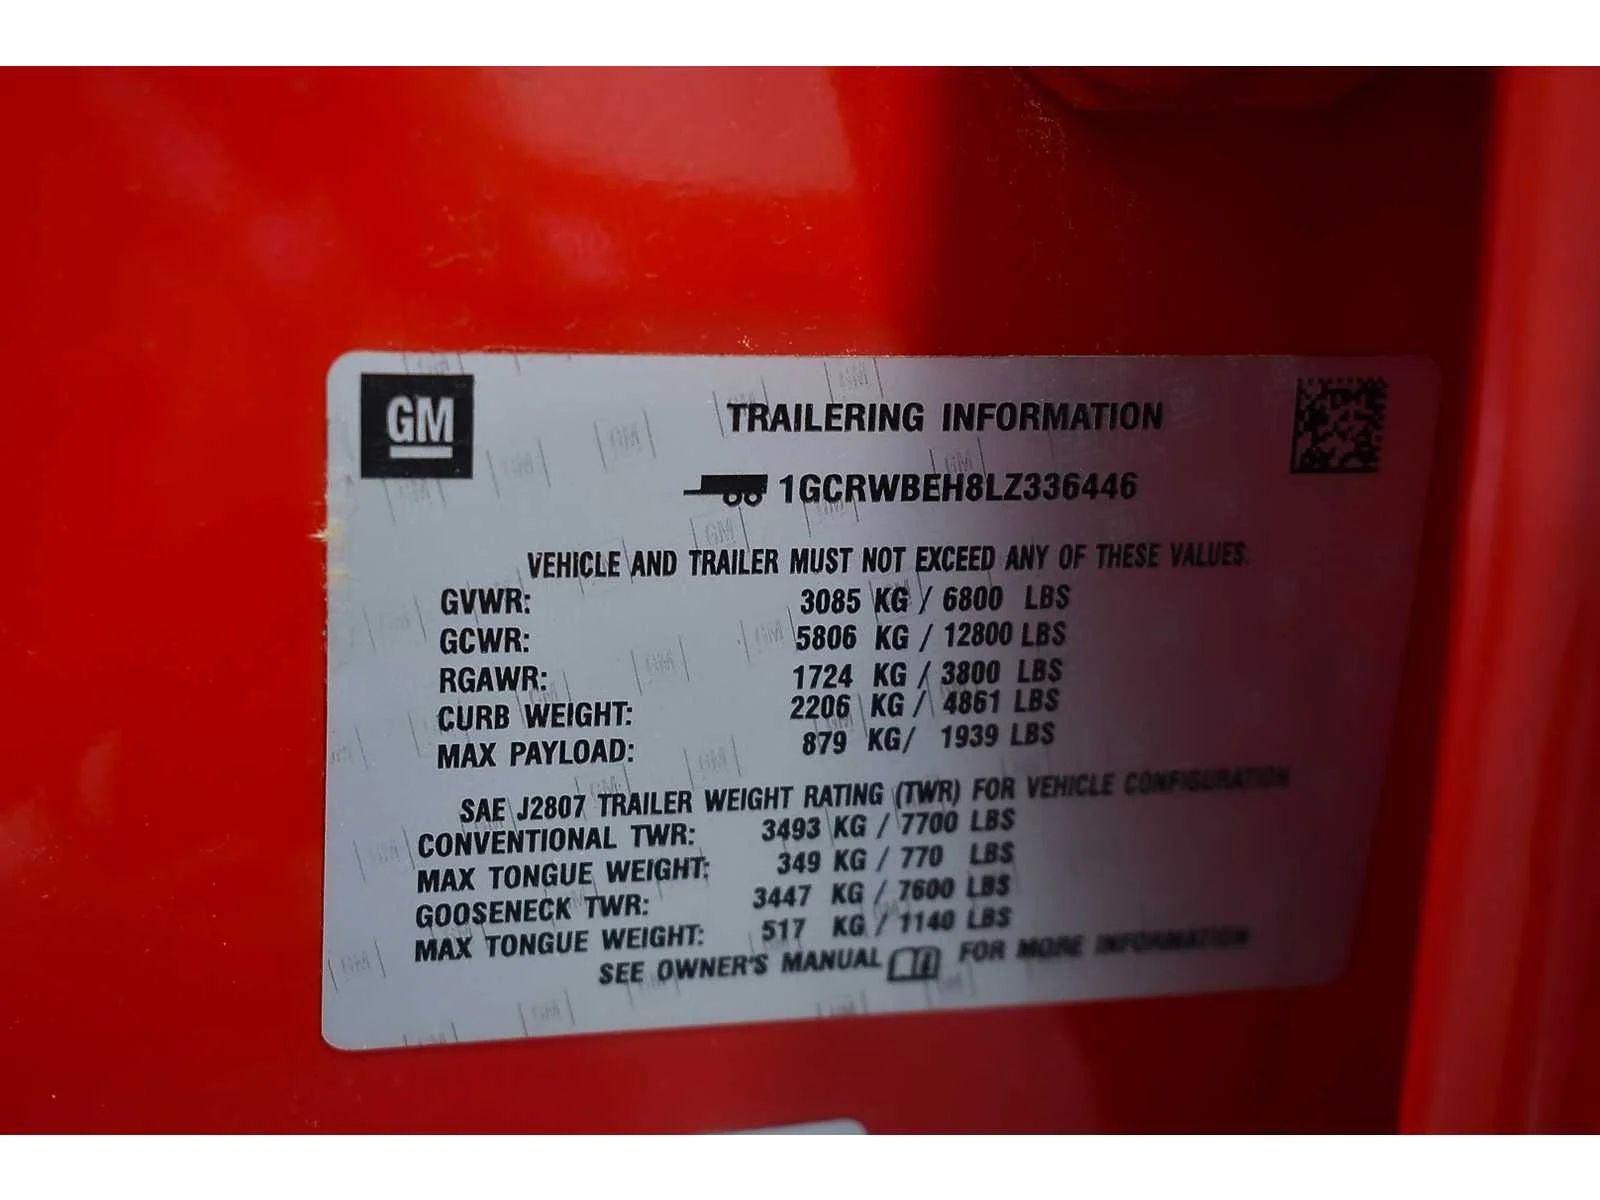 GM
TRAILERING INFORMATION
1GCRWBEH8LZ336446
VEHICLE AND TRAILER MUST NOT EXCEED ANY OF THESE VALUES.
GVWR: 3085 KG / 6800 LBS
GCWR: 5806 KG / 12800 LBS
RGAWR: 1724 KG / 3800 LBS
CURB WEIGHT: 2206 KG / 4861 LBS
MAX PAYLOAD: 879 KG/ 1939 LBS
SAE J2807 TRAILER WEIGHT RATING (TWR) FOR VEHICLE CONFIGURATION
CONVENTIONAL TWR: 3493 KG / 7700 LBS
MAX TONGUE WEIGHT: 349 KG / 770 LBS
GOOSENECK TWR: 3447 KG / 7600 LBS
MAX TONGUE WEIGHT: 517 KG / 1140 LBS
SEE OWNER'S MANUAL FOR MORE INFORMATION